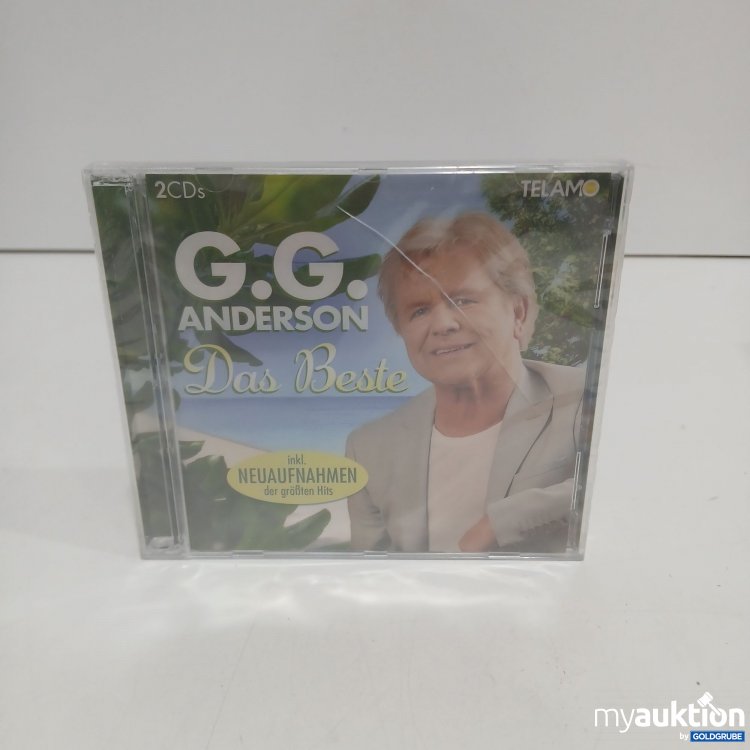 2CDs
TELAMO
G.G.
ANDERSON
Das Beste
inkl.
NEUAUFNAHMEN
der größten Hits
myauktion
by GOLDGRUBE